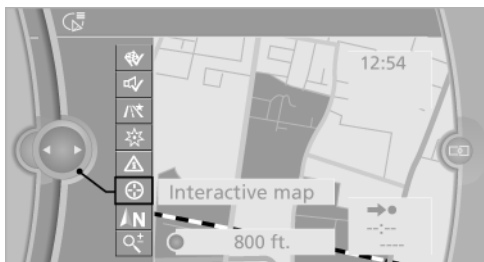 12:54
Interactive map
N
800 ft.
--:--
----